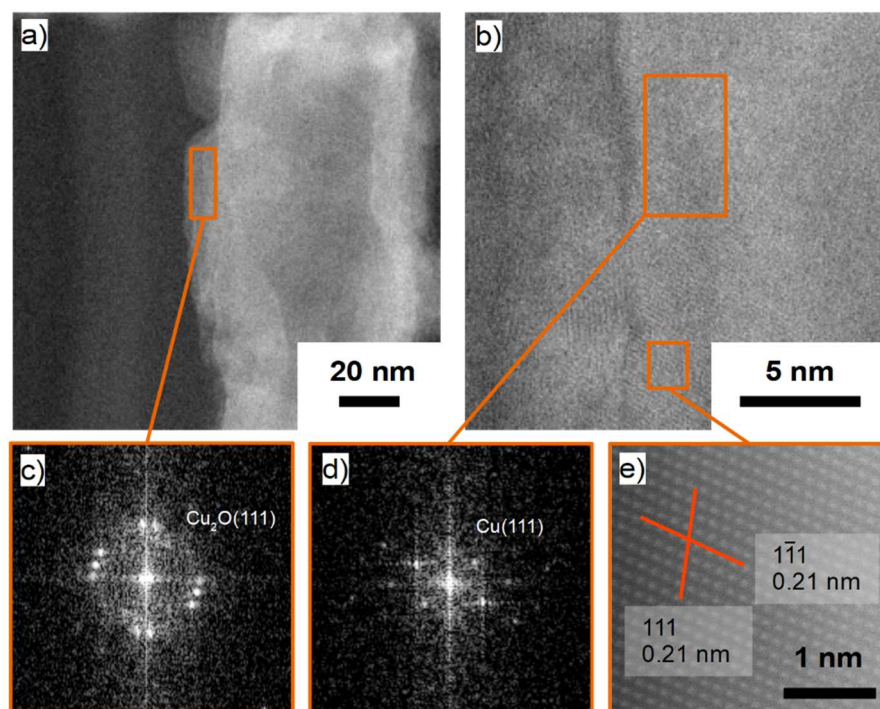 a)
20 nm
b)
5 nm
c)
Cu₂O(111)
d)
Cu(111)
e)
11̅1
0.21 nm
111
0.21 nm
1 nm